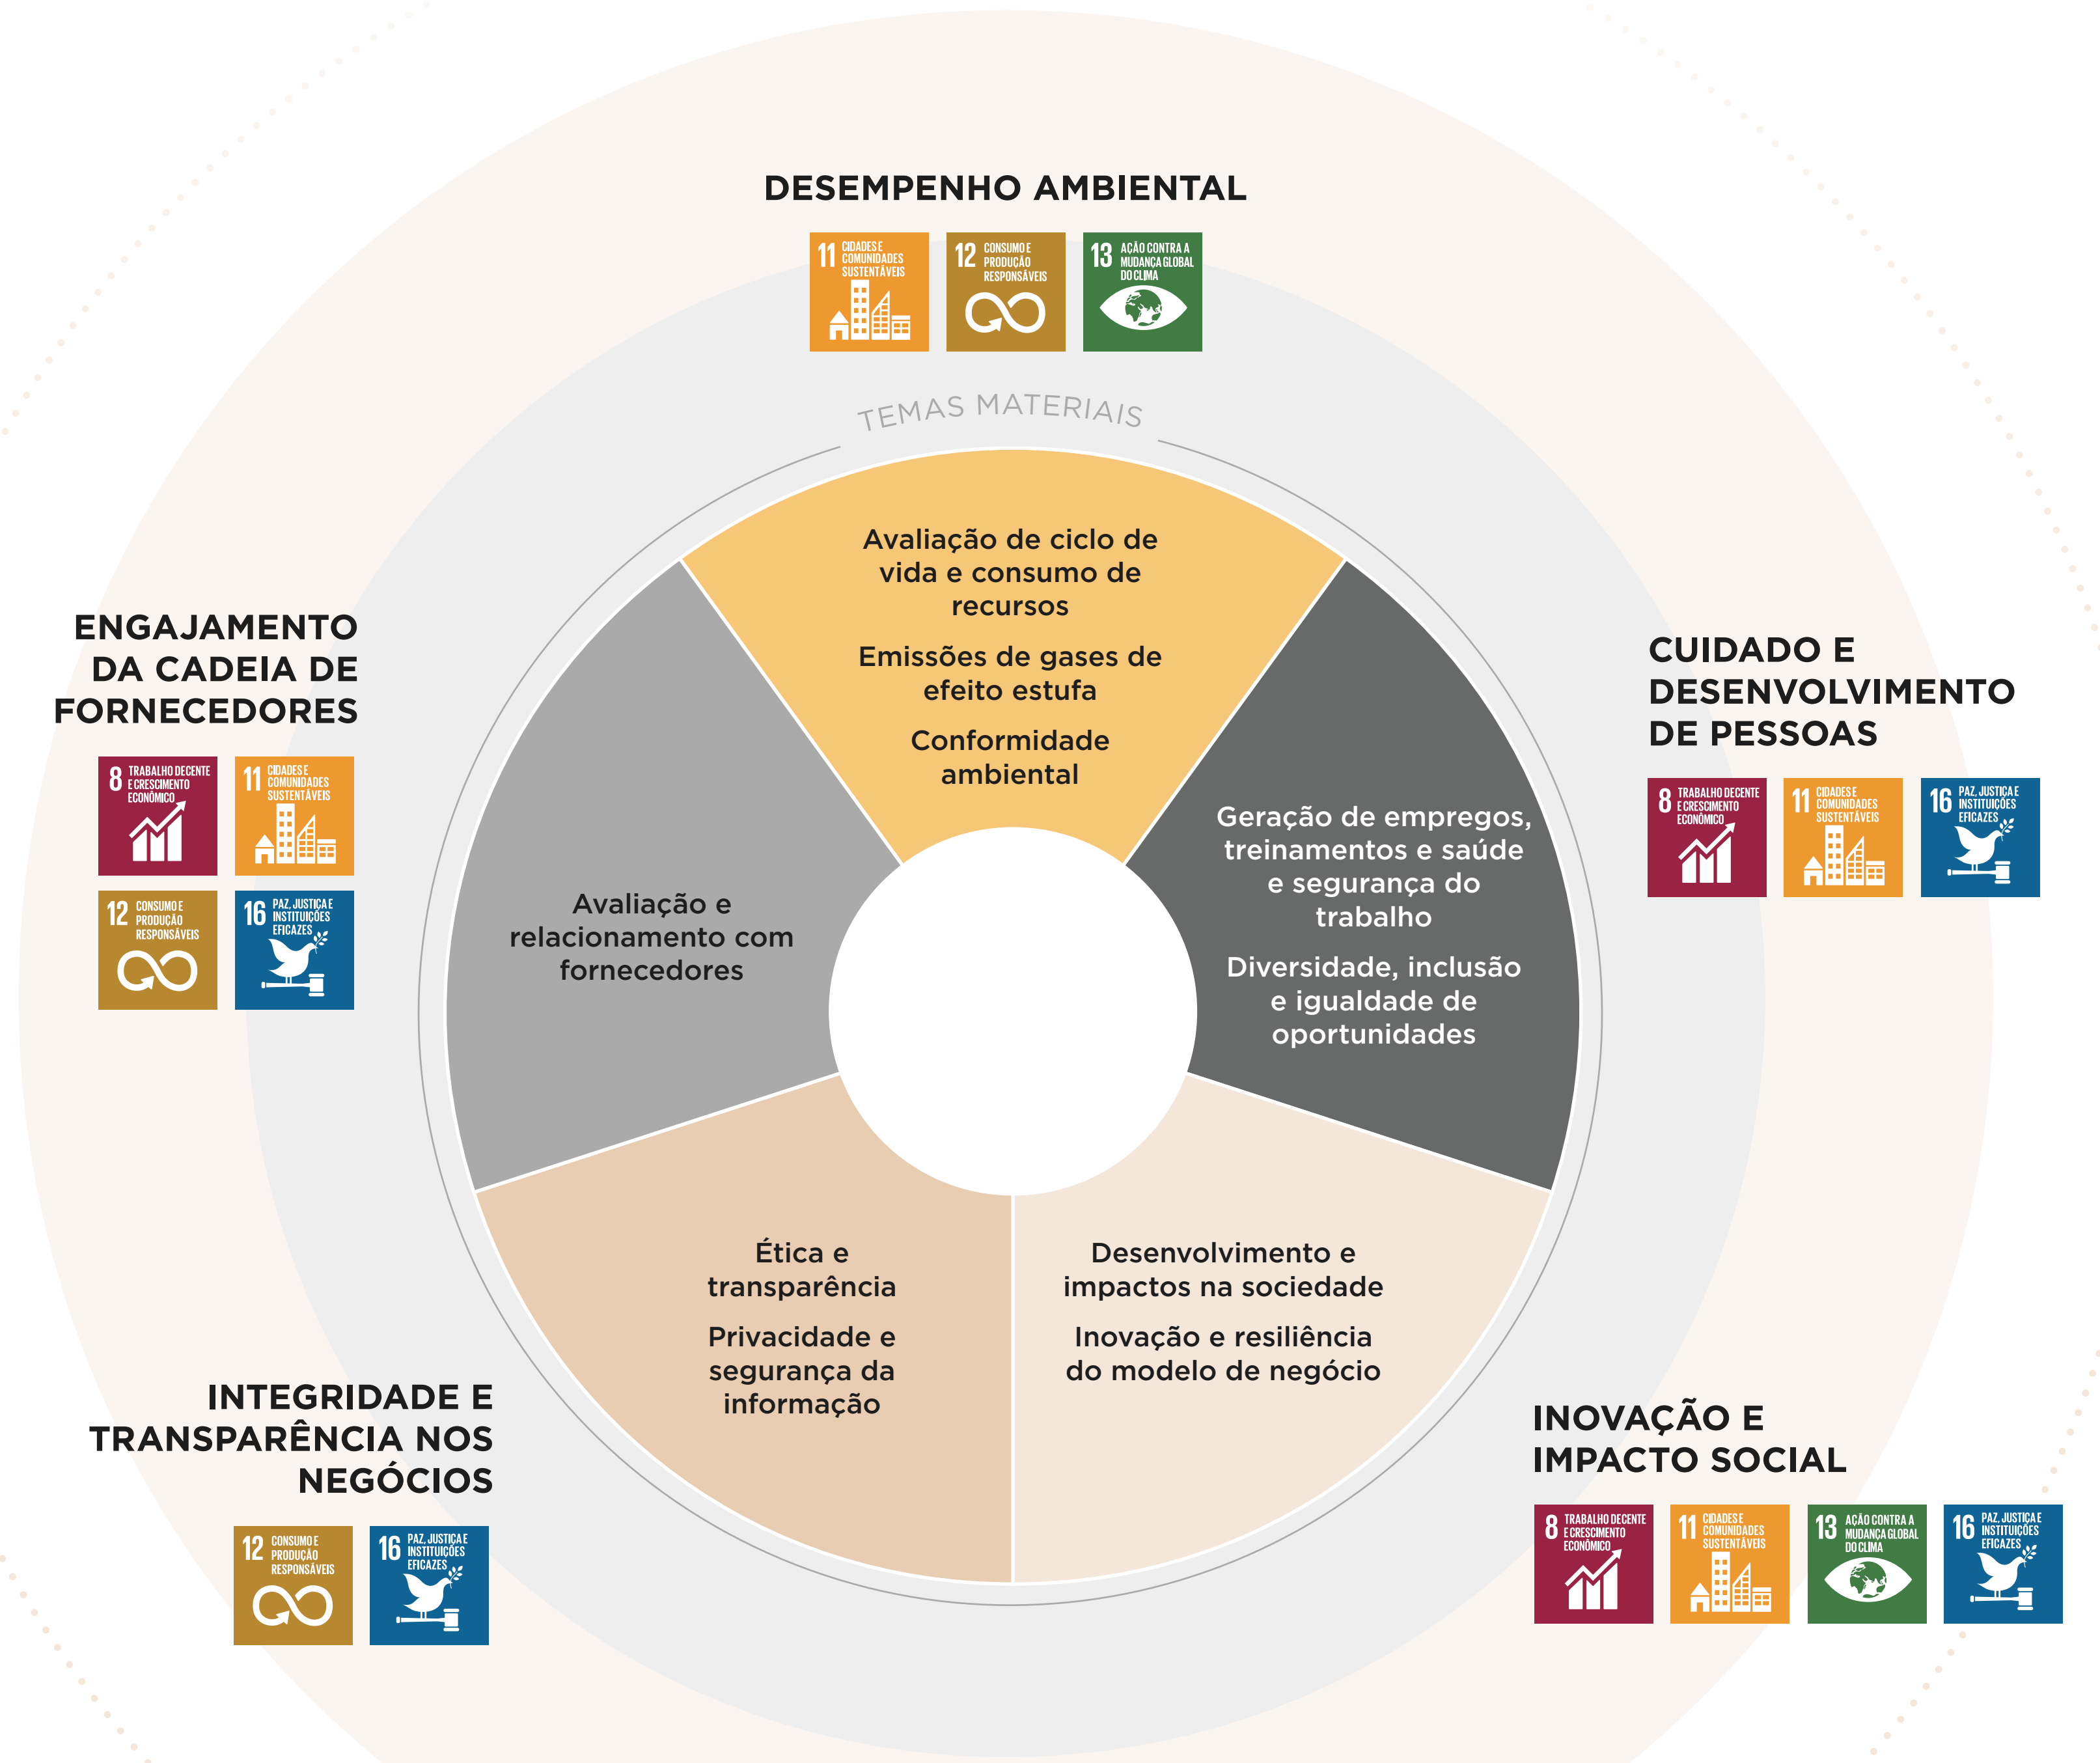 DESEMPENHO AMBIENTAL
11 CIDADES E
COMUNIDADES
SUSTENTÁVEIS
12 CONSUMO E
PRODUÇÃO
RESPONSÁVEIS
13 AÇÃO CONTRA A
MUDANÇA GLOBAL
DO CLIMA
TEMAS MATERIAIS
Avaliação de ciclo de
vida e consumo de
recursos
Emissões de gases de
efeito estufa
Conformidade
ambiental
ENGAJAMENTO
DA CADEIA DE
FORNECEDORES
8 TRABALHO DECENTE
E CRESCIMENTO
ECONÔMICO
11 CIDADES E
COMUNIDADES
SUSTENTÁVEIS
12 CONSUMO E
PRODUÇÃO
RESPONSÁVEIS
16 PAZ, JUSTIÇA E
INSTITUIÇÕES
EFICAZES
Avaliação e
relacionamento com
fornecedores
CUIDADO E
DESENVOLVIMENTO
DE PESSOAS
8 TRABALHO DECENTE
E CRESCIMENTO
ECONÔMICO
11 CIDADES E
COMUNIDADES
SUSTENTÁVEIS
16 PAZ, JUSTIÇA E
INSTITUIÇÕES
EFICAZES
Geração de empregos,
treinamentos e saúde
e segurança do
trabalho
Diversidade, inclusão
e igualdade de
oportunidades
Ética e
transparência
Privacidade e
segurança da
informação
Desenvolvimento e
impactos na sociedade
Inovação e resiliência
do modelo de negócio
INTEGRIDADE E
TRANSPARÊNCIA NOS
NEGÓCIOS
12 CONSUMO E
PRODUÇÃO
RESPONSÁVEIS
16 PAZ, JUSTIÇA E
INSTITUIÇÕES
EFICAZES
INOVAÇÃO E
IMPACTO SOCIAL
8 TRABALHO DECENTE
E CRESCIMENTO
ECONÔMICO
11 CIDADES E
COMUNIDADES
SUSTENTÁVEIS
13 AÇÃO CONTRA A
MUDANÇA GLOBAL
DO CLIMA
16 PAZ, JUSTIÇA E
INSTITUIÇÕES
EFICAZES